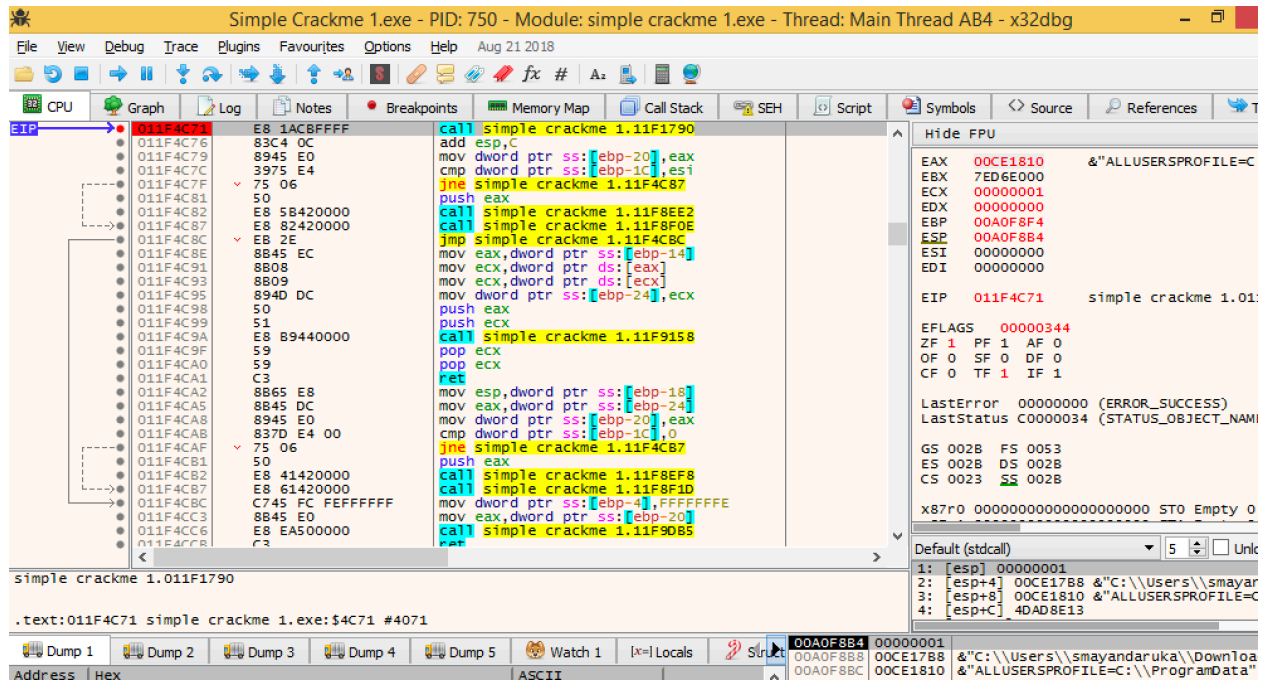 Simple Crackme 1.exe - PID: 750 - Module: simple crackme 1.exe - Thread: Main Thread AB4 - x32dbg
File View Debug Trace Plugins Favourites Options Help Aug 21 2018
CPU Graph Log Notes Breakpoints Memory Map Call Stack SEH Script Symbols Source References
EIP 011F4C71 E8 1ACBFFFF call simple crackme 1.11F1790
011F4C76 83C4 0C add esp,C
011F4C79 8945 E0 mov dword ptr ss:[ebp-20],eax
011F4C7C 3975 E4 cmp dword ptr ss:[ebp-1C],esi
011F4C7F 75 06 jne simple crackme 1.11F4C87
011F4C81 50 push eax
011F4C82 E8 5B420000 call simple crackme 1.11F8EE2
011F4C87 E8 82420000 call simple crackme 1.11F8F0E
011F4C8C EB 2E jmp simple crackme 1.11F4CBC
011F4C8E 8B45 EC mov eax,dword ptr ss:[ebp-14]
011F4C91 8B08 mov ecx,dword ptr ds:[eax]
011F4C93 8B09 mov ecx,dword ptr ds:[ecx]
011F4C95 894D DC mov dword ptr ss:[ebp-24],ecx
011F4C98 50 push eax
011F4C99 51 push ecx
011F4C9A E8 B9440000 call simple crackme 1.11F9158
011F4C9F 59 pop ecx
011F4CA0 59 pop ecx
011F4CA1 C3 ret
011F4CA2 8B65 E8 mov esp,dword ptr ss:[ebp-18]
011F4CA5 8B45 DC mov eax,dword ptr ss:[ebp-24]
011F4CA8 8945 E0 mov dword ptr ss:[ebp-20],eax
011F4CAB 837D E4 00 cmp dword ptr ss:[ebp-1C],0
011F4CAF 75 06 jne simple crackme 1.11F4CB7
011F4CB1 50 push eax
011F4CB2 E8 41420000 call simple crackme 1.11F8EF8
011F4CB7 E8 61420000 call simple crackme 1.11F8F1D
011F4CBC C745 FC FEFFFFFF mov dword ptr ss:[ebp-4],FFFFFFFE
011F4CC3 8B45 E0 mov eax,dword ptr ss:[ebp-20]
011F4CC6 E8 EA500000 call simple crackme 1.11F9DB5
011F4CCB C3 ret
Hide FPU
EAX 00CE1810 &"ALLUSERSPROFILE=C
EBX 7ED6E000
ECX 00000001
EDX 00000000
EBP 00A0F8F4
ESP 00A0F8B4
ESI 00000000
EDI 00000000
EIP 011F4C71 simple crackme 1.01
EFLAGS 00000344
ZF 1 PF 1 AF 0
OF 0 SF 0 DF 0
CF 0 TF 1 IF 1
LastError 00000000 (ERROR_SUCCESS)
LastStatus C0000034 (STATUS_OBJECT_NAM
GS 002B FS 0053
ES 002B DS 002B
CS 0023 SS 002B
x87r0 00000000000000000000 ST0 Empty 0
Default (stdcall) 5
1: [esp] 00000001
2: [esp+4] 00CE17B8 &"C:\\Users\\smayan
3: [esp+8] 00CE1810 &"ALLUSERSPROFILE=C
4: [esp+C] 4DAD8E13
simple crackme 1.011F1790
.text:011F4C71 simple crackme 1.exe:$4C71 #4071
Dump 1 Dump 2 Dump 3 Dump 4 Dump 5 Watch 1 [x=] Locals
Address Hex ASCII
00A0F8B4 00000001
00A0F8B8 00CE17B8 &"C:\\Users\\smayandaruka\\Downloa
00A0F8BC 00CE1810 &"ALLUSERSPROFILE=C:\\ProgramData"